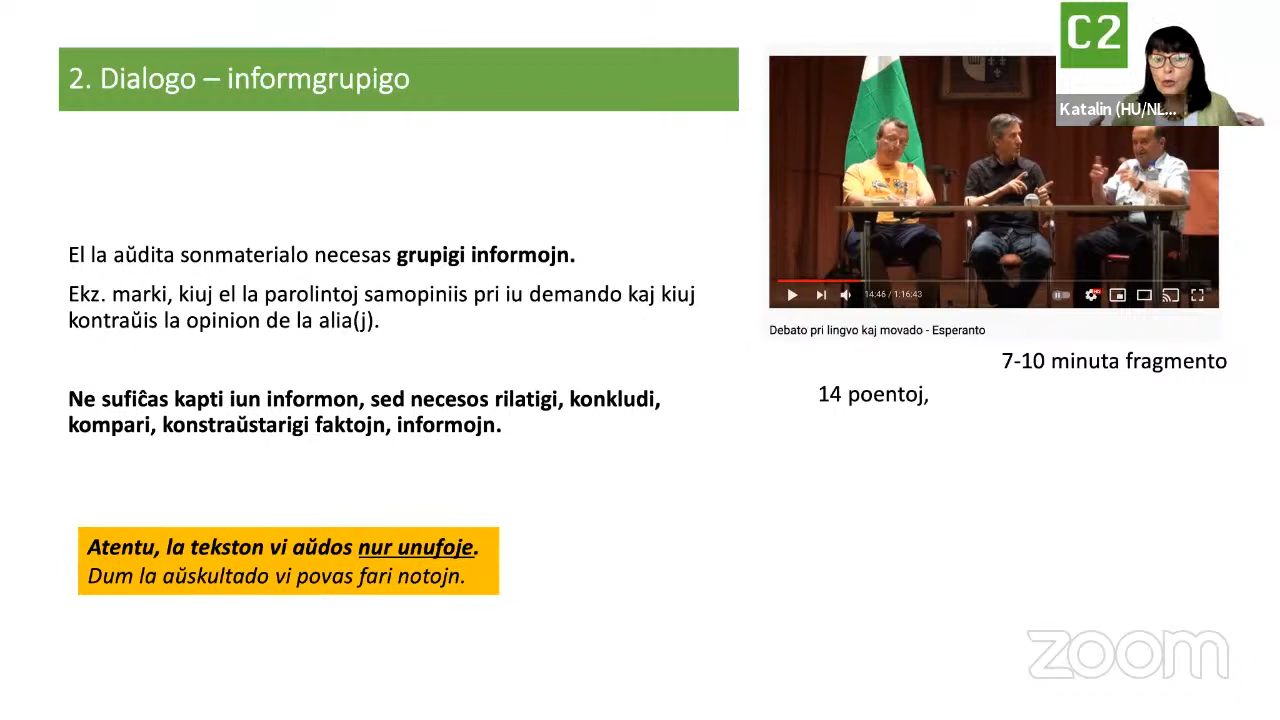 2. Dialogo – informgrupigo
C2
Katalin (HU/NL...
El la aŭdita sonmaterialo necesas grupigi informojn.
Ekz. marki, kiuj el la parolintoj samopiniis pri iu demando kaj kiuj
kontraŭis la opinion de la alia(j).
Ne sufiĉas kapti iun informon, sed necesos rilatigi, konkludi,
kompari, konstraŭstarigi faktojn, informojn.
Atentu, la tekston vi aŭdos nur unufoje.
Dum la aŭskultado vi povas fari notojn.
14:46 / 1:16:43
HD
Debato pri lingvo kaj movado - Esperanto
7-10 minuta fragmento
14 poentoj,
zoom